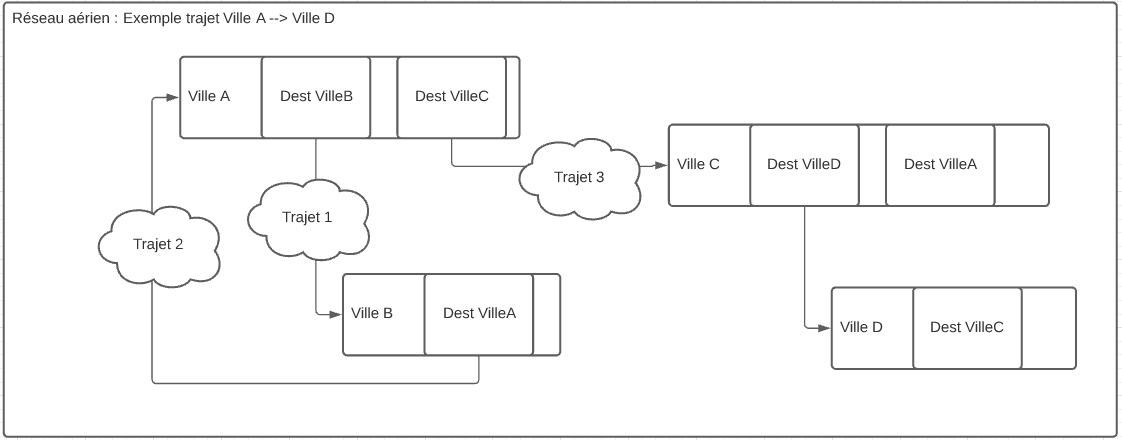 Réseau aérien : Exemple trajet Ville A --> Ville D
Ville A
Dest VilleB
Dest VilleC
Trajet 3
Ville C
Dest VilleD
Dest VilleA
Trajet 2
Trajet 1
Ville B
Dest VilleA
Ville D
Dest VilleC